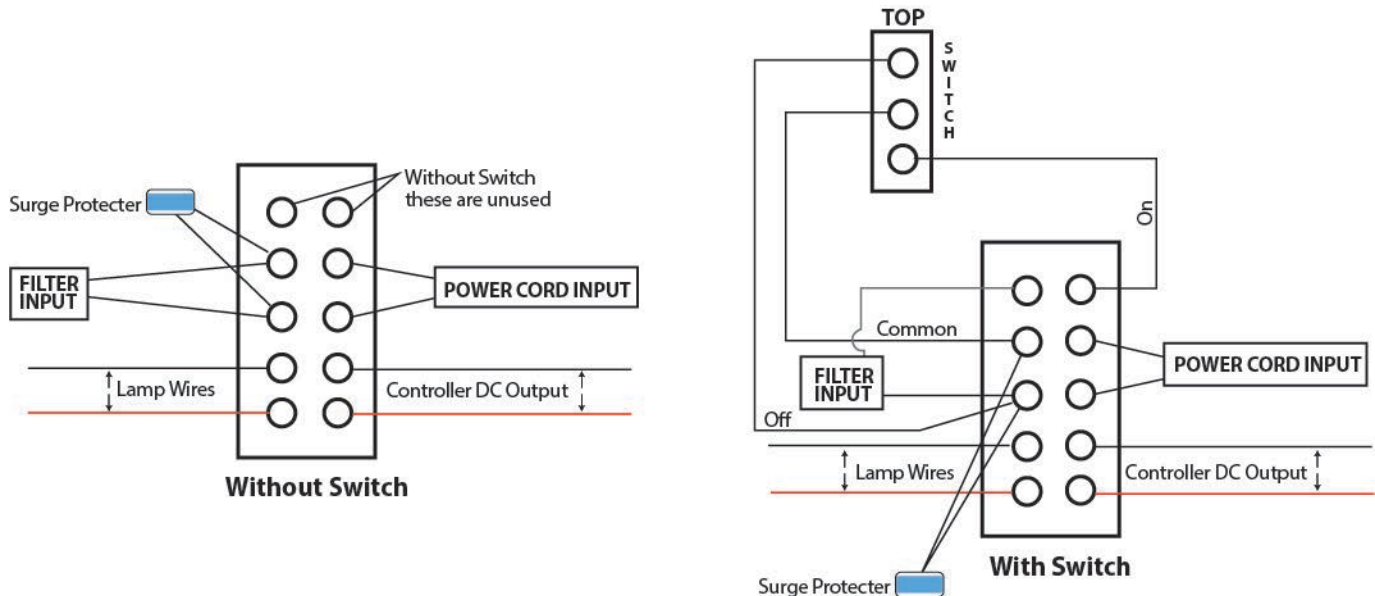 Surge Protecter
Without Switch
these are unused
FILTER
INPUT
POWER CORD INPUT
Lamp Wires
Controller DC Output
Without Switch
TOP
SWITCH
On
Common
FILTER
INPUT
POWER CORD INPUT
Off
Lamp Wires
Controller DC Output
With Switch
Surge Protecter